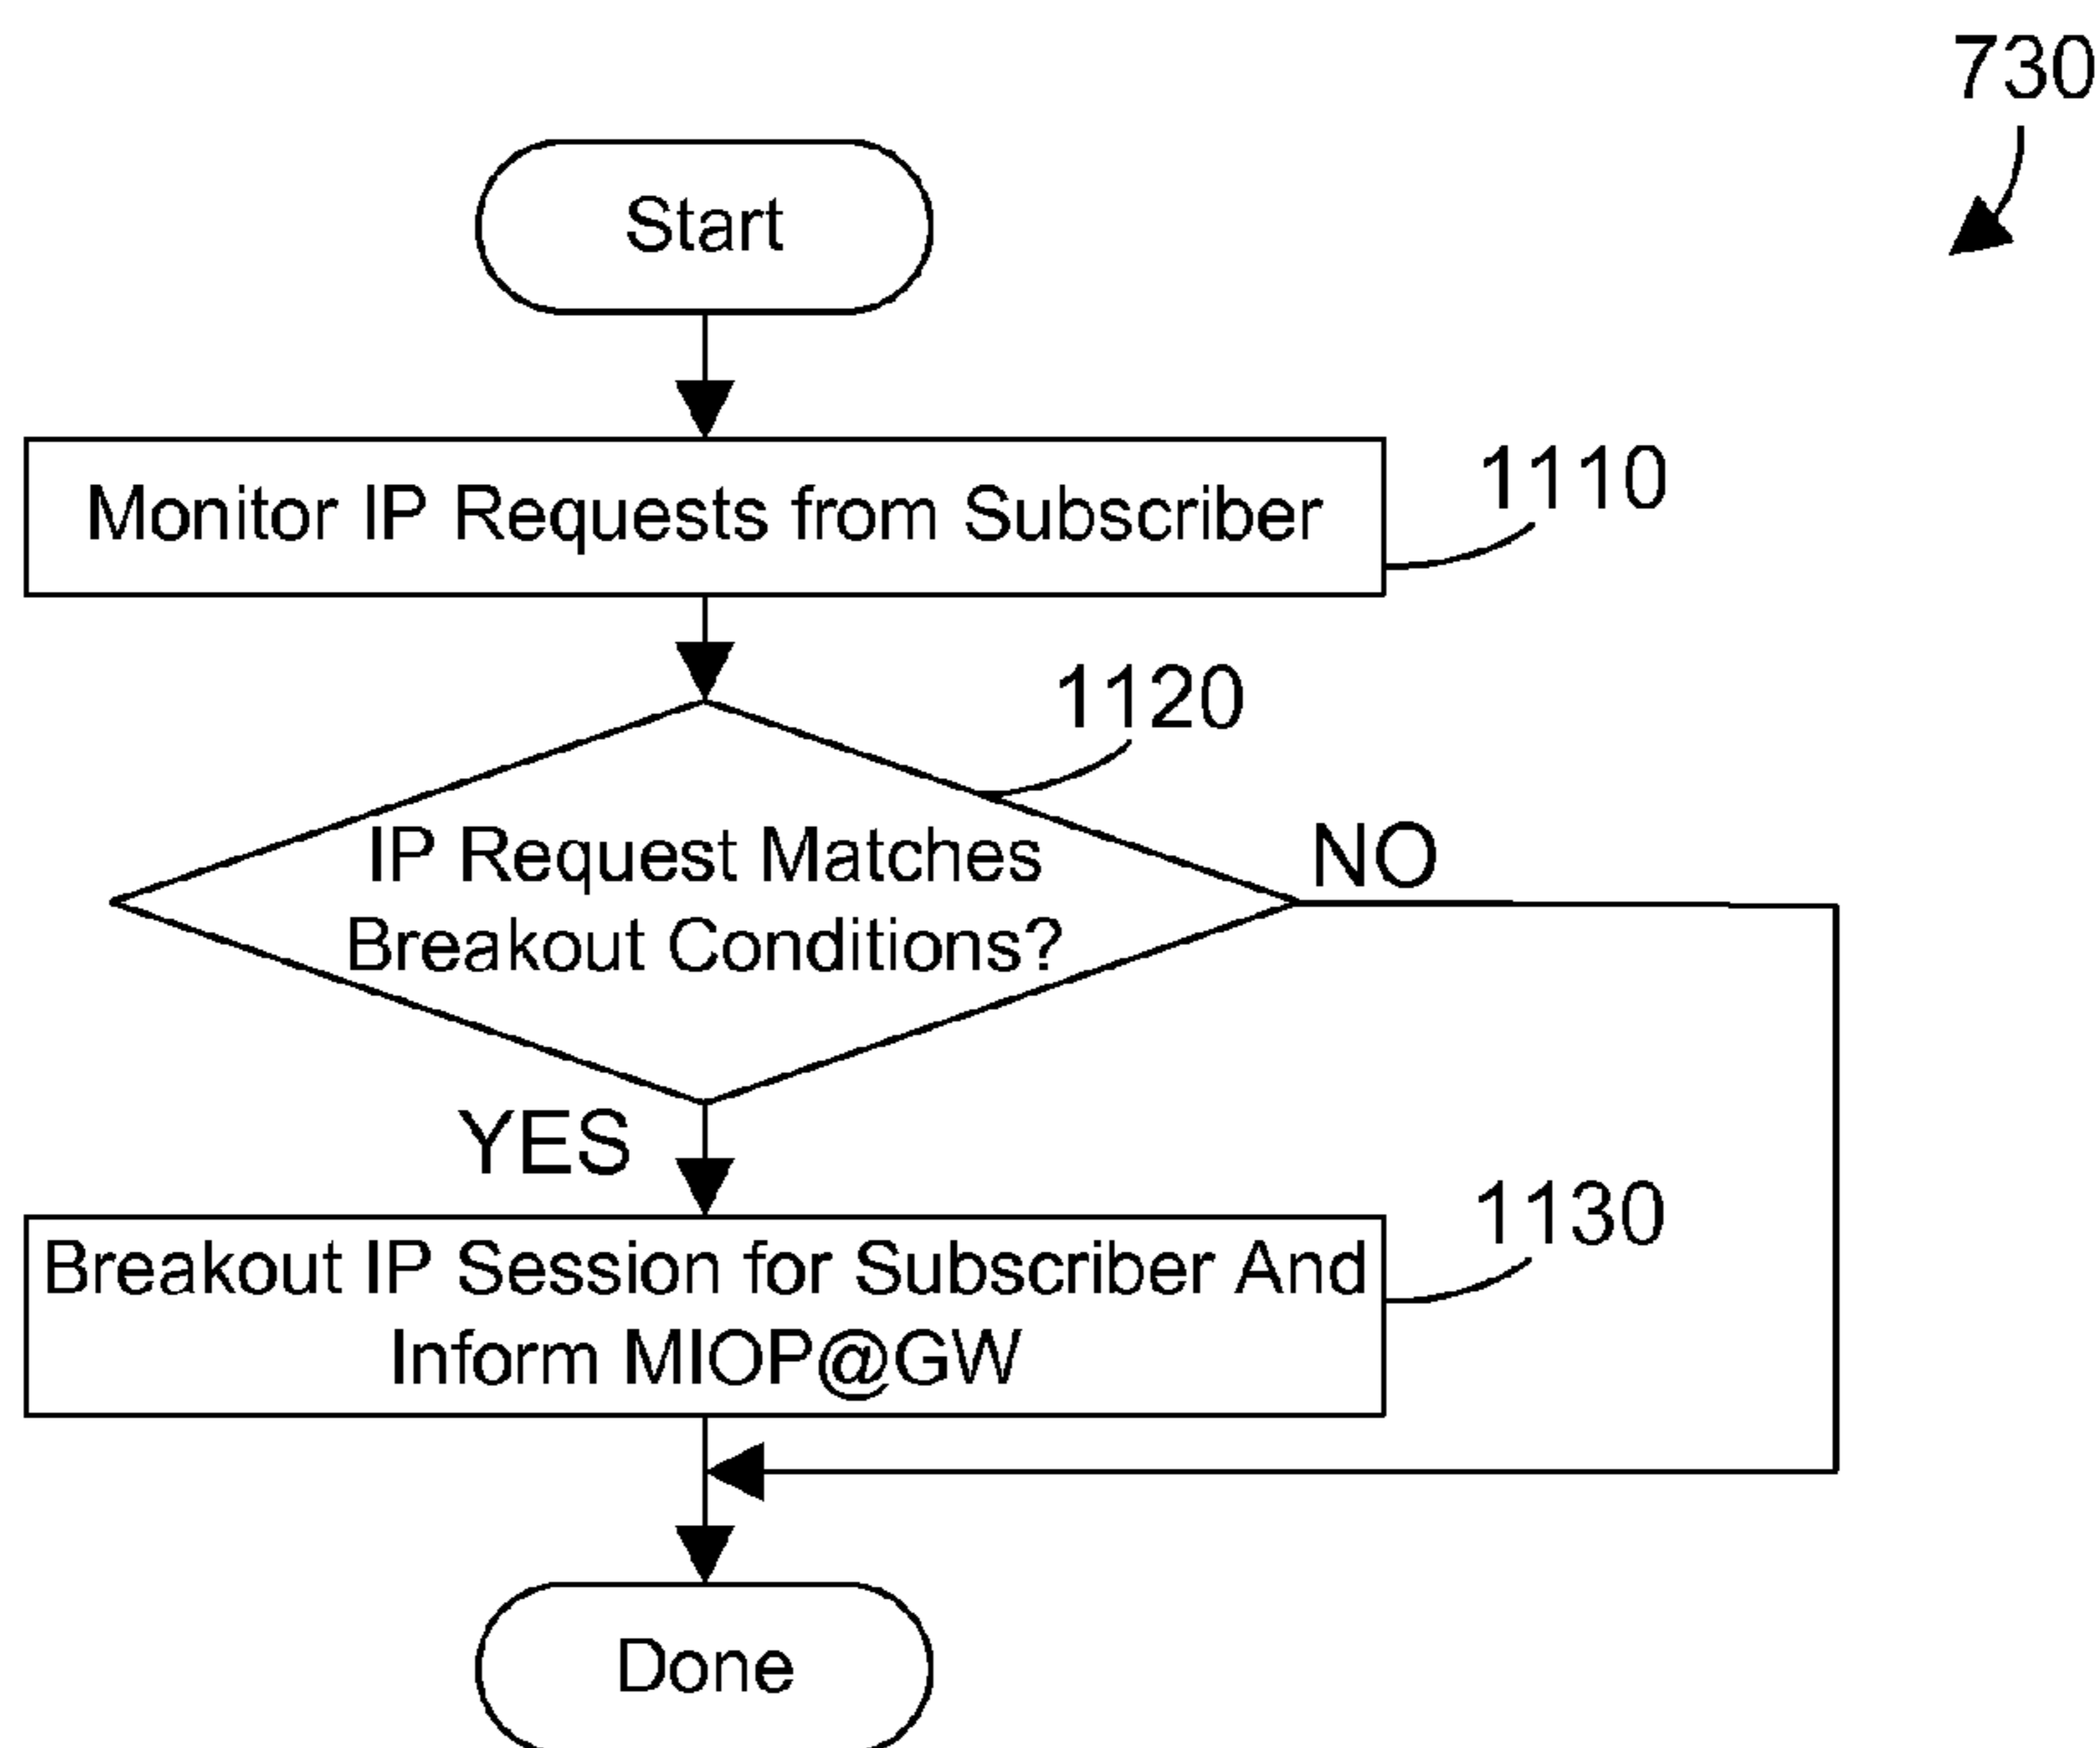 730
Start
Monitor IP Requests from Subscriber
1110
1120
IP Request Matches
Breakout Conditions?
NO
YES
1130
Breakout IP Session for Subscriber And
Inform MIOP@GW
Done